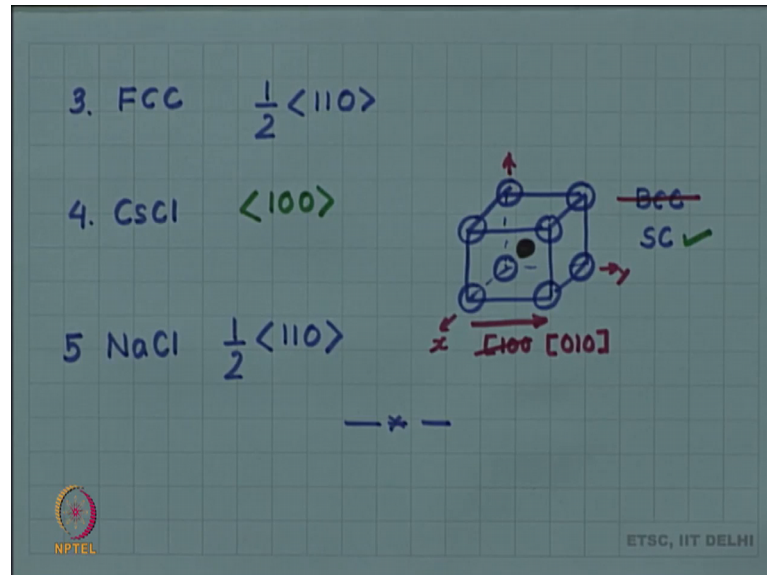 3. FCC 1/2 <110>
4. CsCl <100>
BCC
SC ✓
y
x [100 [010]
5 NaCl 1/2 <110>
—*—
NPTEL
ETSC, IIT DELHI